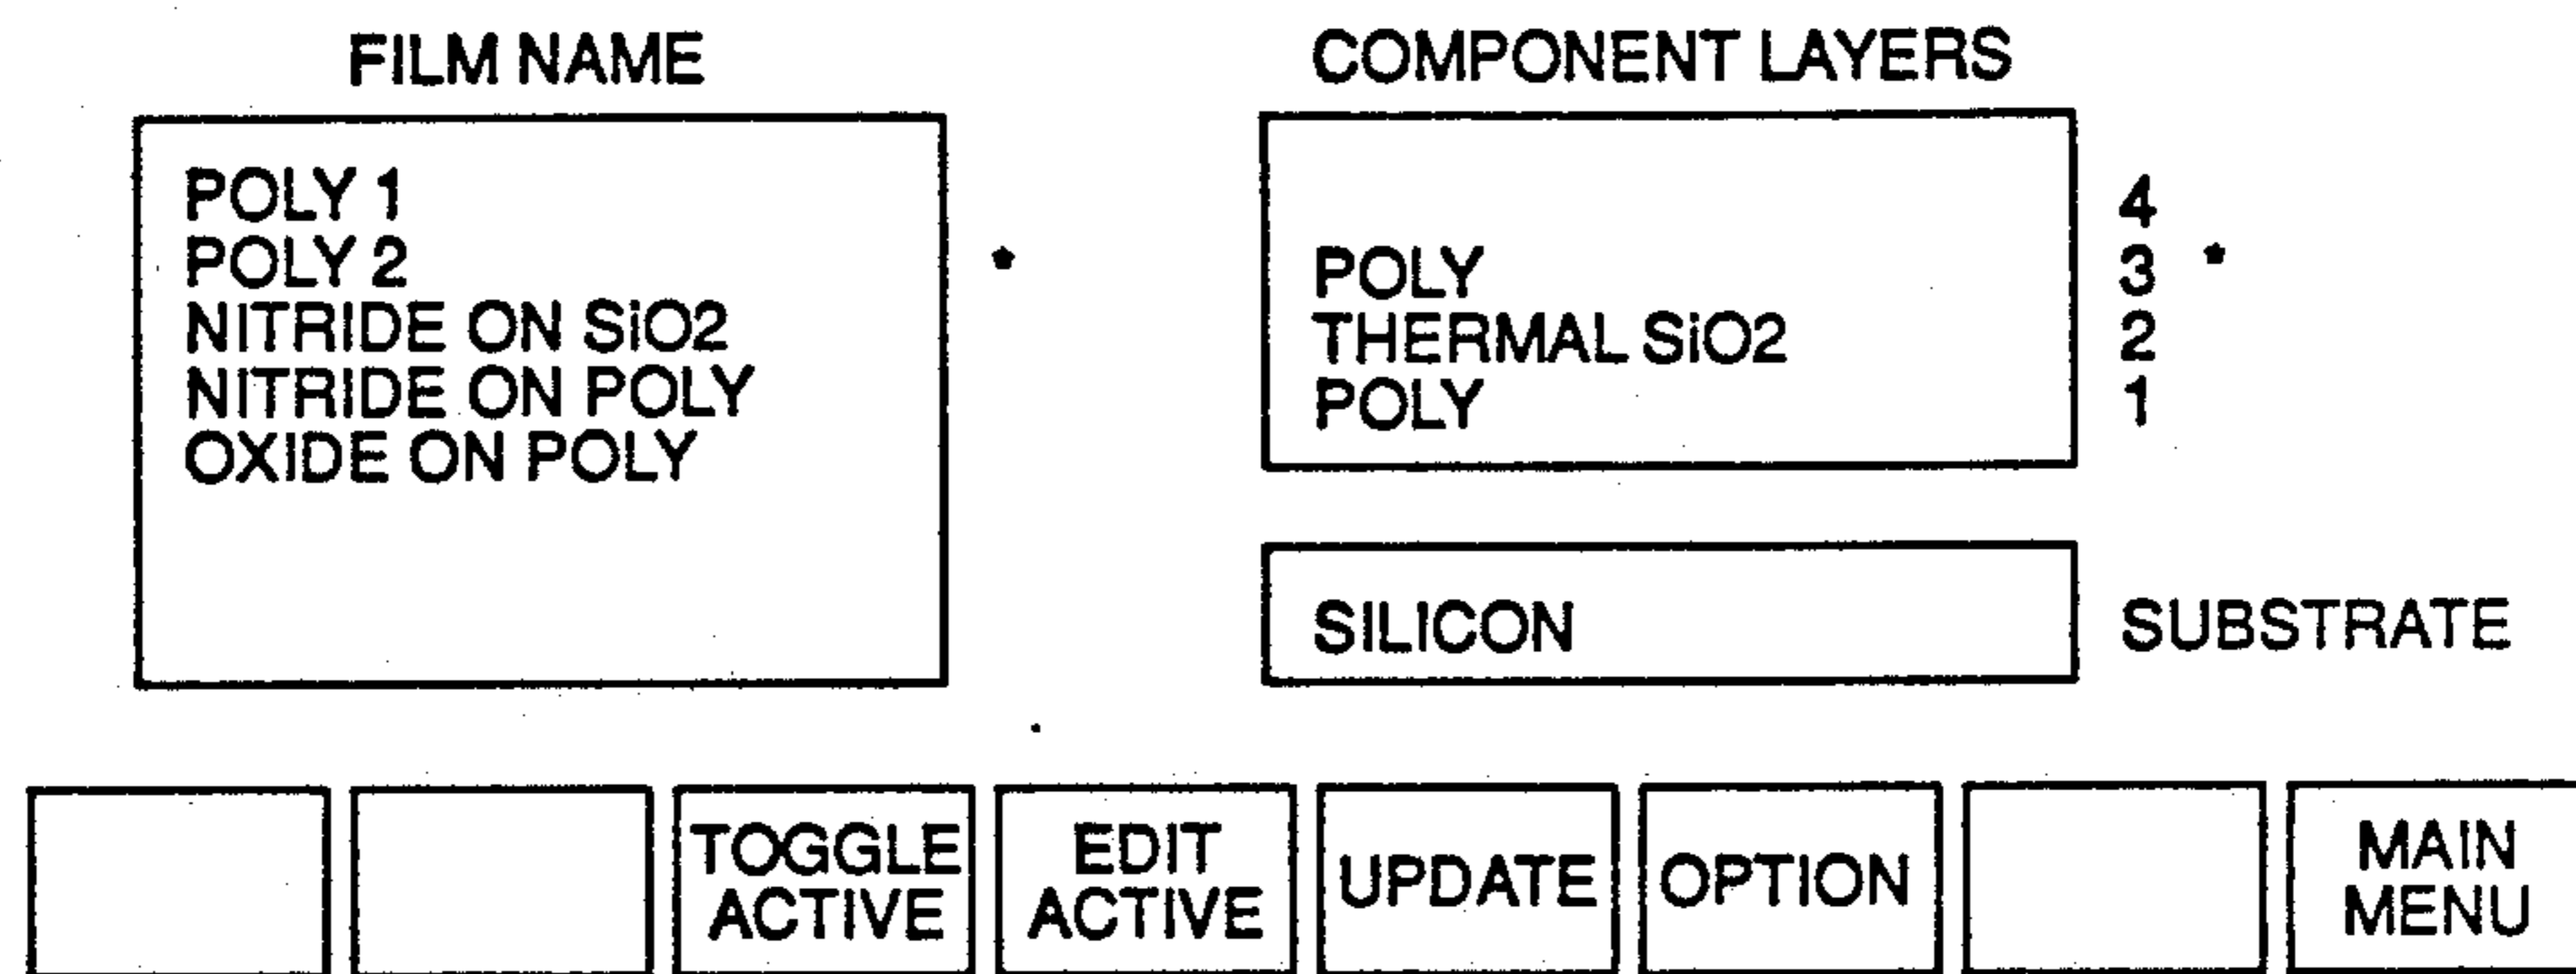 FILM NAME
POLY 1
POLY 2 *
NITRIDE ON SiO2
NITRIDE ON POLY
OXIDE ON POLY
COMPONENT LAYERS
4
POLY 3 *
THERMAL SiO2 2
POLY 1
SILICON SUBSTRATE
TOGGLE
ACTIVE
EDIT
ACTIVE
UPDATE
OPTION
MAIN
MENU